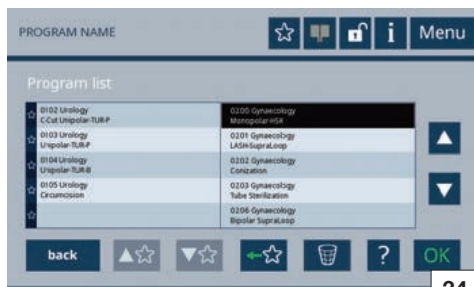 PROGRAM NAME
i
Menu
Program list
0102 Urology
C-Cut Unipolar-TUR-P
0103 Urology
Unipolar-TUR-P
0104 Urology
Unipolar-TUR-B
0105 Urology
Circumcision
0200 Gynaecology
Monopolar-HSK
0201 Gynaecology
LASH-SupraLoop
0202 Gynaecology
Conization
0203 Gynaecology
Tube Sterilization
0206 Gynaecology
Bipolar SupraLoop
back
?
OK